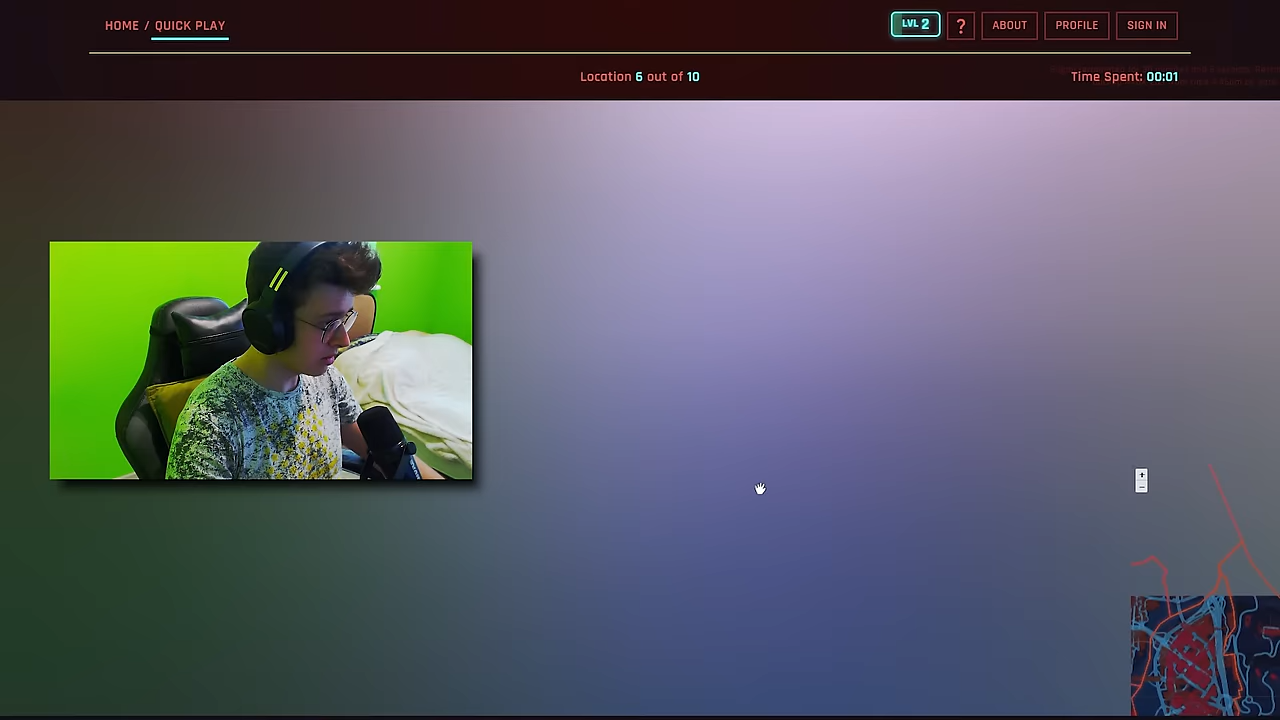 HOME / QUICK PLAY
LVL 2
?
ABOUT
PROFILE
SIGN IN
Location 6 out of 10
Time Spent: 00:01
+
−